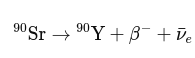 ⁹⁰Sr → ⁹⁰Y + β⁻ + ν̄ₑ